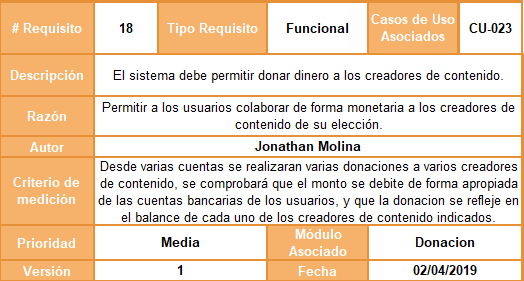 # Requisito 18 Tipo Requisito Funcional Casos de Uso Asociados CU-023
Descripción El sistema debe permitir donar dinero a los creadores de contenido.
Razón Permitir a los usuarios colaborar de forma monetaria a los creadores de
contenido de su elección.
Autor Jonathan Molina
Criterio de medición Desde varias cuentas se realizaran varias donaciones a varios creadores
de contenido, se comprobará que el monto se debite de forma apropiada
de las cuentas bancarias de los usuarios, y que la donacion se refleje en
el balance de cada uno de los creadores de contenido indicados.
Prioridad Media Módulo Asociado Donacion
Versión 1 Fecha 02/04/2019